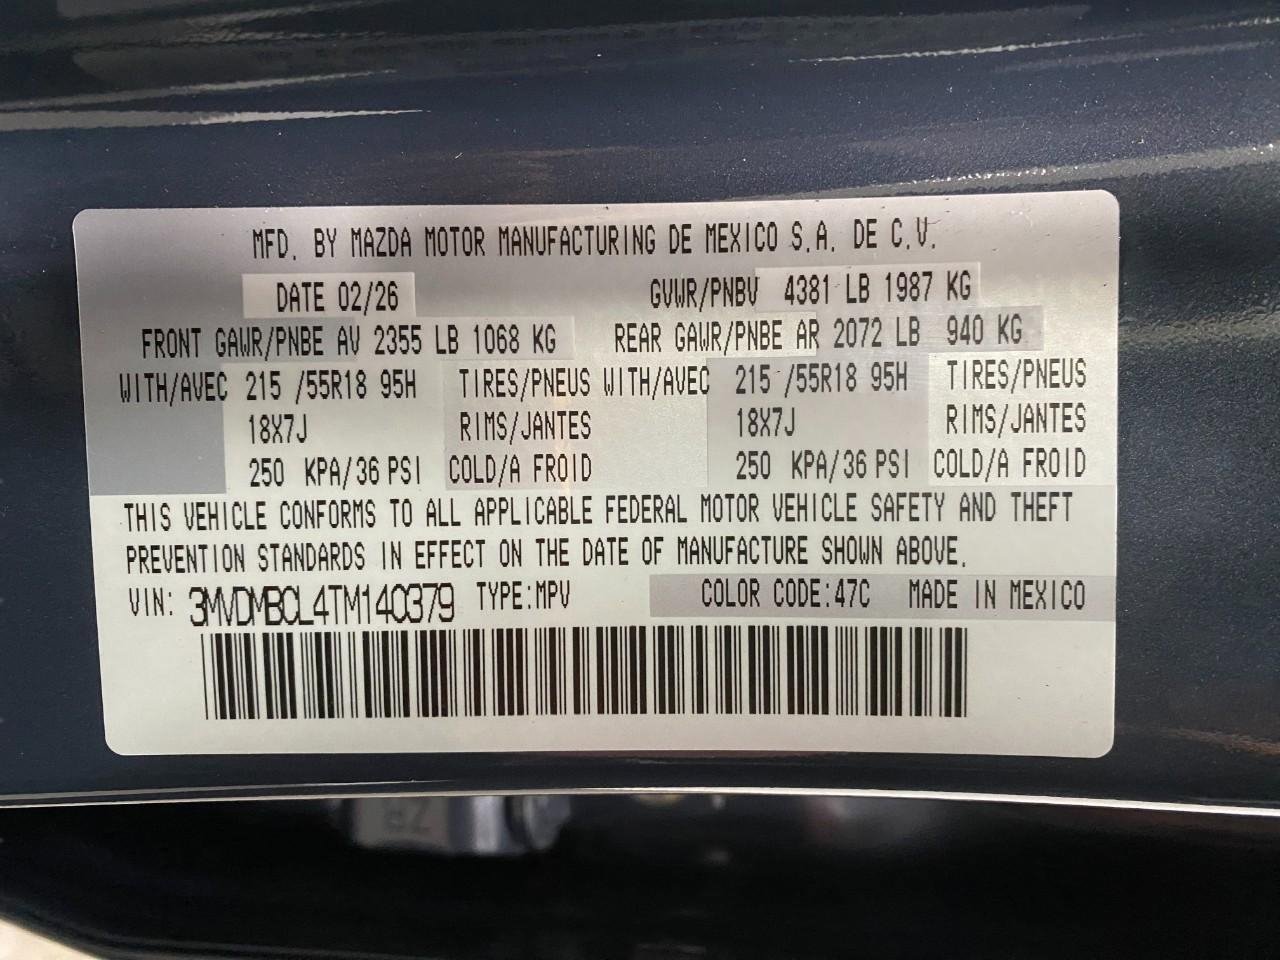 MFD. BY MAZDA MOTOR MANUFACTURING DE MEXICO S.A. DE C.V.
DATE 02/26 GVWR/PNBV 4381 LB 1987 KG
FRONT GAWR/PNBE AV 2355 LB 1068 KG REAR GAWR/PNBE AR 2072 LB 940 KG
WITH/AVEC 215 /55R18 95H TIRES/PNEUS WITH/AVEC 215 /55R18 95H TIRES/PNEUS
18X7J RIMS/JANTES 18X7J RIMS/JANTES
250 KPA/36 PSI COLD/A FROID 250 KPA/36 PSI COLD/A FROID
THIS VEHICLE CONFORMS TO ALL APPLICABLE FEDERAL MOTOR VEHICLE SAFETY AND THEFT
PREVENTION STANDARDS IN EFFECT ON THE DATE OF MANUFACTURE SHOWN ABOVE.
VIN: 3MVDMBCL4TM140379 TYPE:MPV COLOR CODE:47C MADE IN MEXICO